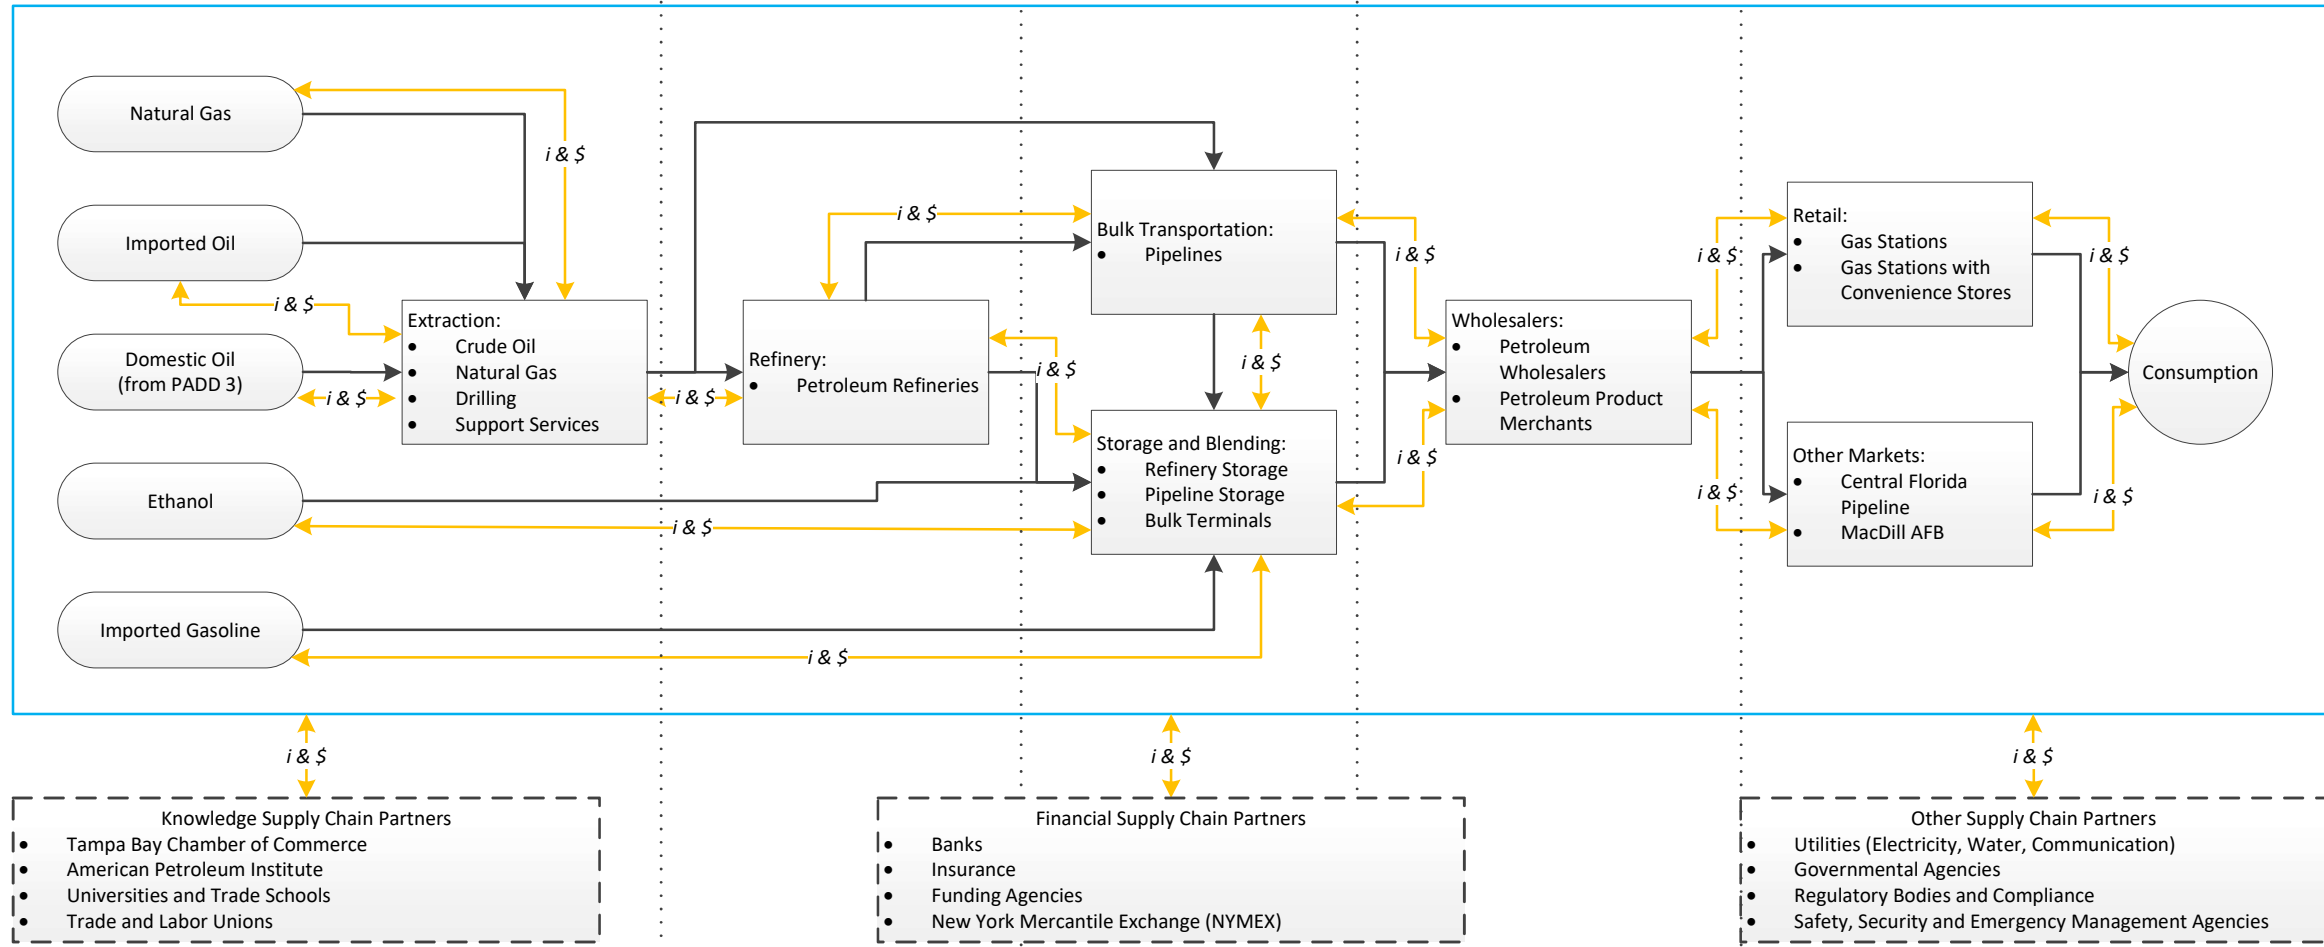 Natural Gas
i & $
Imported Oil
i & $
Domestic Oil
(from PADD 3)
i & $
Ethanol
i & $
Imported Gasoline
i & $
Extraction:
• Crude Oil
• Natural Gas
• Drilling
• Support Services
i & $
Refinery:
• Petroleum Refineries
i & $
i & $
Bulk Transportation:
• Pipelines
i & $
Storage and Blending:
• Refinery Storage
• Pipeline Storage
• Bulk Terminals
i & $
i & $
Wholesalers:
• Petroleum
Wholesalers
• Petroleum Product
Merchants
i & $
i & $
Retail:
• Gas Stations
• Gas Stations with
Convenience Stores
Other Markets:
• Central Florida
Pipeline
• MacDill AFB
i & $
i & $
Consumption
i & $
i & $
i & $
Knowledge Supply Chain Partners
• Tampa Bay Chamber of Commerce
• American Petroleum Institute
• Universities and Trade Schools
• Trade and Labor Unions
Financial Supply Chain Partners
• Banks
• Insurance
• Funding Agencies
• New York Mercantile Exchange (NYMEX)
Other Supply Chain Partners
• Utilities (Electricity, Water, Communication)
• Governmental Agencies
• Regulatory Bodies and Compliance
• Safety, Security and Emergency Management Agencies